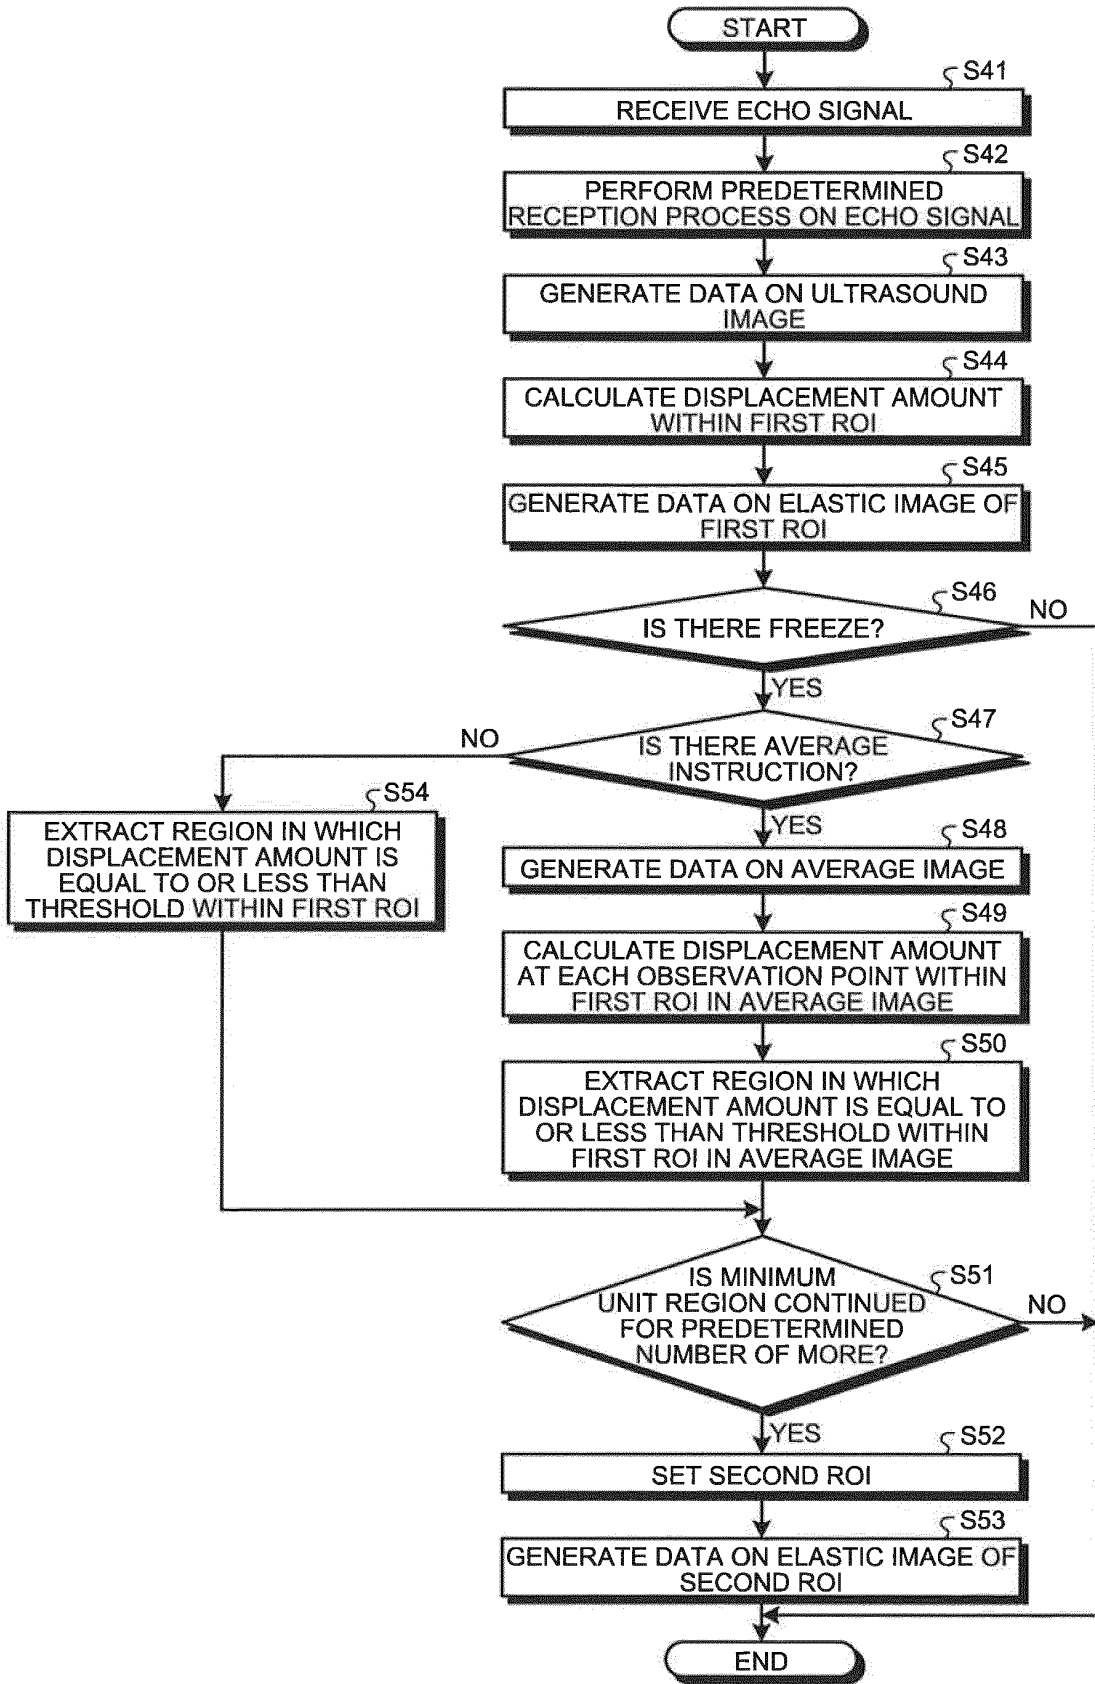 START
S41
RECEIVE ECHO SIGNAL
S42
PERFORM PREDETERMINED
RECEPTION PROCESS ON ECHO SIGNAL
S43
GENERATE DATA ON ULTRASOUND
IMAGE
S44
CALCULATE DISPLACEMENT AMOUNT
WITHIN FIRST ROI
S45
GENERATE DATA ON ELASTIC IMAGE OF
FIRST ROI
S46
IS THERE FREEZE?
NO
YES
S47
IS THERE AVERAGE
INSTRUCTION?
NO
YES
S54
EXTRACT REGION IN WHICH
DISPLACEMENT AMOUNT IS
EQUAL TO OR LESS THAN
THRESHOLD WITHIN FIRST ROI
S48
GENERATE DATA ON AVERAGE IMAGE
S49
CALCULATE DISPLACEMENT AMOUNT
AT EACH OBSERVATION POINT WITHIN
FIRST ROI IN AVERAGE IMAGE
S50
EXTRACT REGION IN WHICH
DISPLACEMENT AMOUNT IS EQUAL TO
OR LESS THAN THRESHOLD WITHIN
FIRST ROI IN AVERAGE IMAGE
S51
IS MINIMUM
UNIT REGION CONTINUED
FOR PREDETERMINED
NUMBER OF MORE?
NO
YES
S52
SET SECOND ROI
S53
GENERATE DATA ON ELASTIC IMAGE OF
SECOND ROI
END